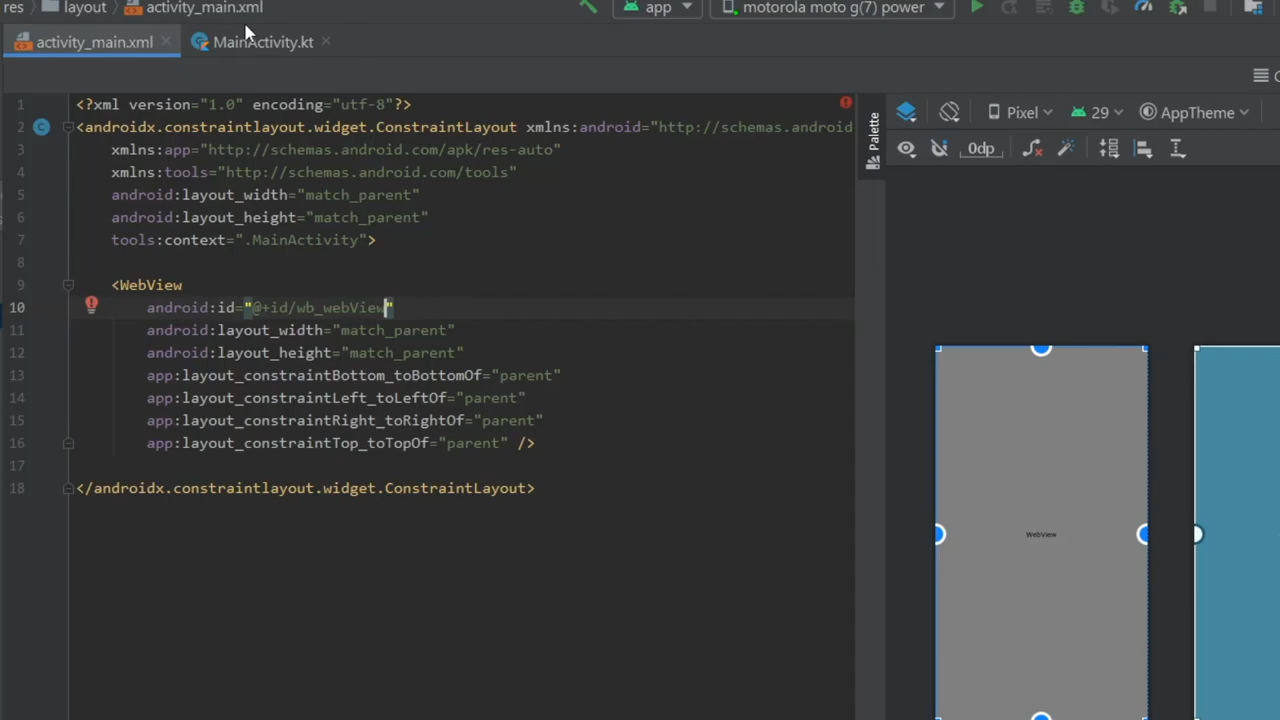 res layout activity_main.xml app motorola moto g(7) power
activity_main.xml MainActivity.kt
1 <?xml version="1.0" encoding="utf-8"?>
2 <androidx.constraintlayout.widget.ConstraintLayout xmlns:android="http://schemas.android
3 xmlns:app="http://schemas.android.com/apk/res-auto"
4 xmlns:tools="http://schemas.android.com/tools"
5 android:layout_width="match_parent"
6 android:layout_height="match_parent"
7 tools:context=".MainActivity">
8
9 <WebView
10 android:id="@+id/wb_webView"
11 android:layout_width="match_parent"
12 android:layout_height="match_parent"
13 app:layout_constraintBottom_toBottomOf="parent"
14 app:layout_constraintLeft_toLeftOf="parent"
15 app:layout_constraintRight_toRightOf="parent"
16 app:layout_constraintTop_toTopOf="parent" />
17
18 </androidx.constraintlayout.widget.ConstraintLayout>
Palette
Pixel 29 AppTheme
0dp
WebView